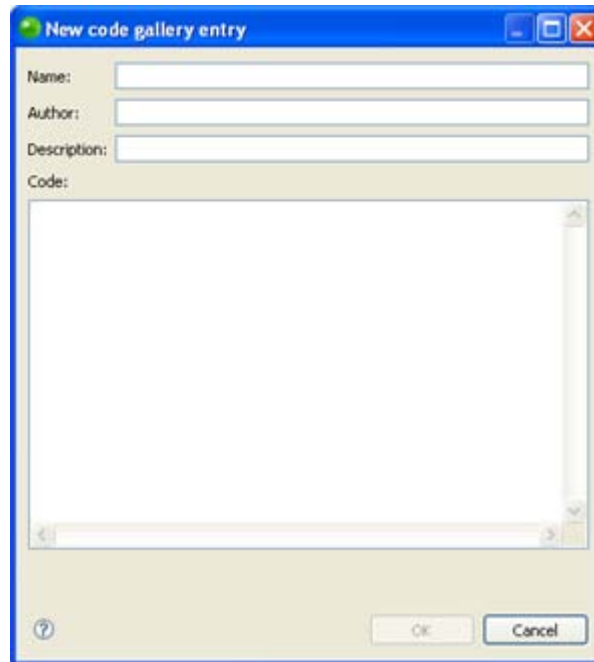 New code gallery entry
Name:
Author:
Description:
Code:
OK
Cancel